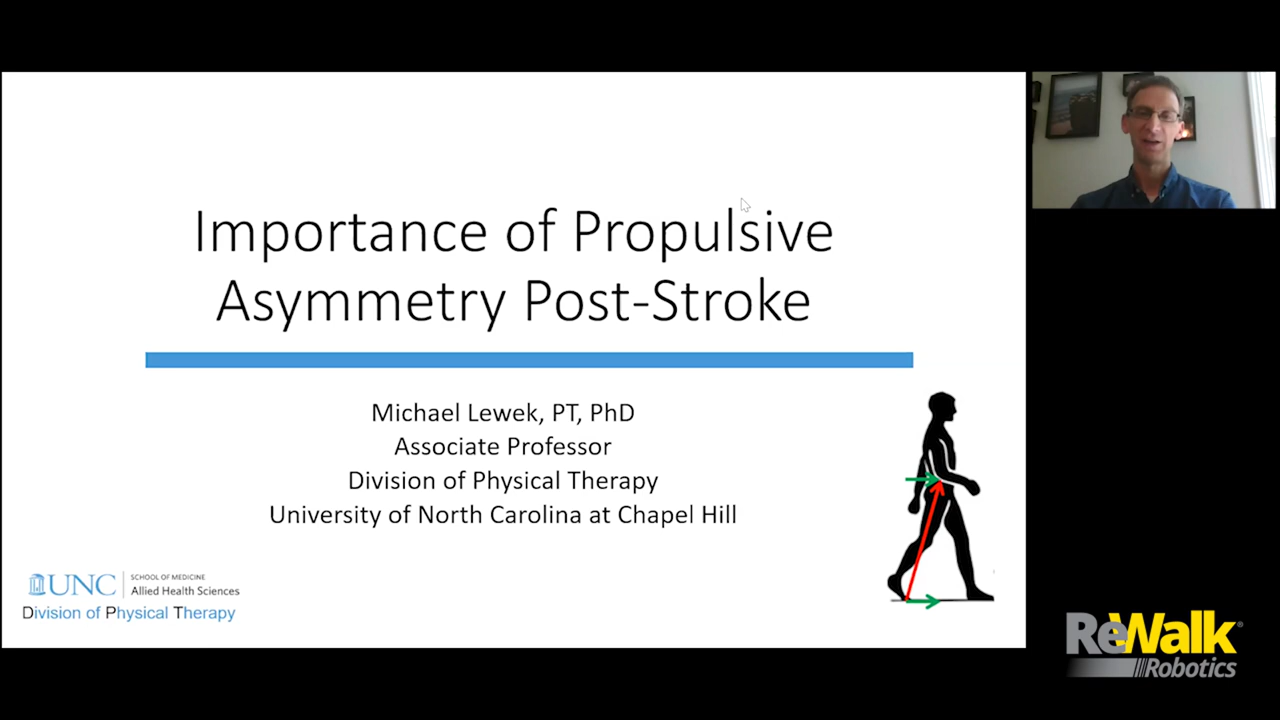 Importance of Propulsive
Asymmetry Post-Stroke
Michael Lewek, PT, PhD
Associate Professor
Division of Physical Therapy
University of North Carolina at Chapel Hill
UNC
SCHOOL OF MEDICINE
Allied Health Sciences
Division of Physical Therapy
ReWalk
Robotics